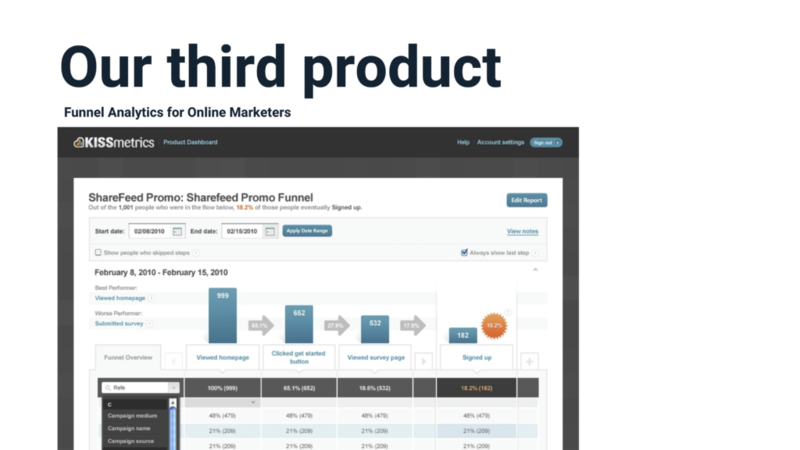 Our third product
Funnel Analytics for Online Marketers
KISSmetrics Product Dashboard Help Account settings Sign out
ShareFeed Promo: Sharefeed Promo Funnel
Edit Report
Out of the 1,001 people who were in the flow below, 18.2% of those people eventually Signed up.
Start date: 02/08/2010 End date: 02/15/2010 Apply Date Range View notes
Show people who skipped steps Always show last step
February 8, 2010 - February 15, 2010
Best Performer:
Viewed homepage
Worse Performer:
Submitted survey
999 652 532 182
65.1% 27.9% 17.9% 18.2%
Funnel Overview Viewed homepage Clicked get started button Viewed survey page Signed up
Refe 100% (999) 65.1% (652) 18.6% (532) 18.2% (182)
C
Campaign medium 48% (479) 48% (479) 48% (479) 48% (479)
Campaign name 21% (209) 21% (209) 21% (209) 21% (209)
Campaign source 21% (209) 21% (209) 21% (209) 21% (209)